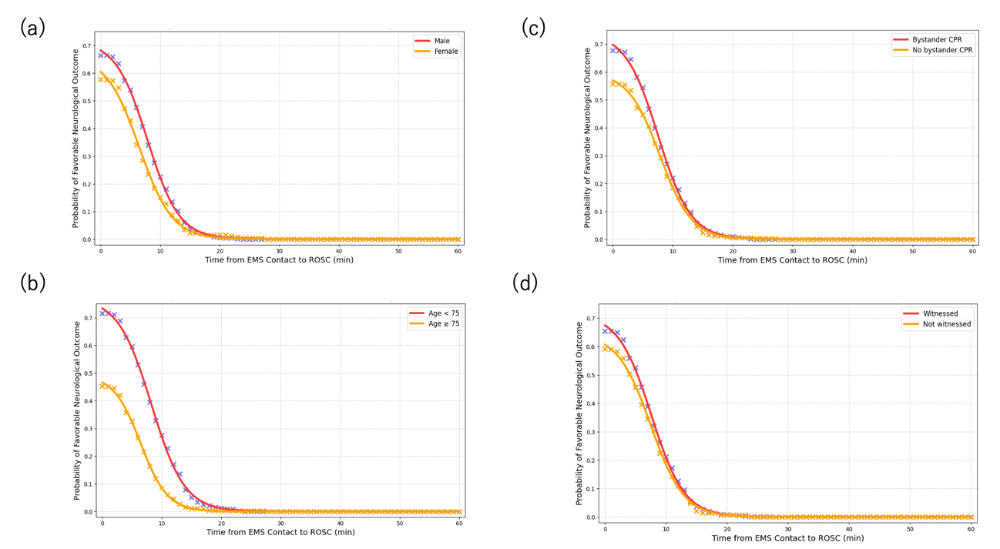 (a)
Probability of Favorable Neurological Outcome
0.7
0.6
0.5
0.4
0.3
0.2
0.1
0.0
Male
Female
0 10 20 30 40 50 60
Time from EMS Contact to ROSC (min)
(c)
Probability of Favorable Neurological Outcome
0.7
0.6
0.5
0.4
0.3
0.2
0.1
0.0
Bystander CPR
No bystander CPR
0 10 20 30 40 50 60
Time from EMS Contact to ROSC (min)
(b)
Probability of Favorable Neurological Outcome
0.7
0.6
0.5
0.4
0.3
0.2
0.1
0.0
Age < 75
Age ≥ 75
0 10 20 30 40 50 60
Time from EMS Contact to ROSC (min)
(d)
Probability of Favorable Neurological Outcome
0.7
0.6
0.5
0.4
0.3
0.2
0.1
0.0
Witnessed
Not witnessed
0 10 20 30 40 50 60
Time from EMS Contact to ROSC (min)